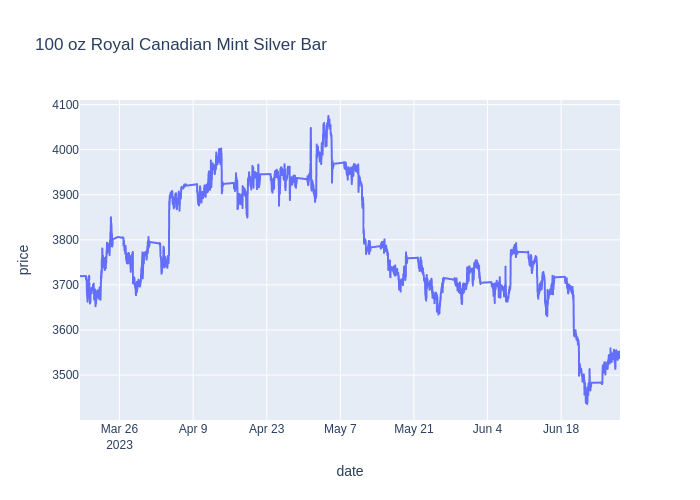 100 oz Royal Canadian Mint Silver Bar
4100
4000
3900
3800
3700
3600
3500
price
Mar 26
2023
Apr 9
Apr 23
May 7
May 21
Jun 4
Jun 18
date